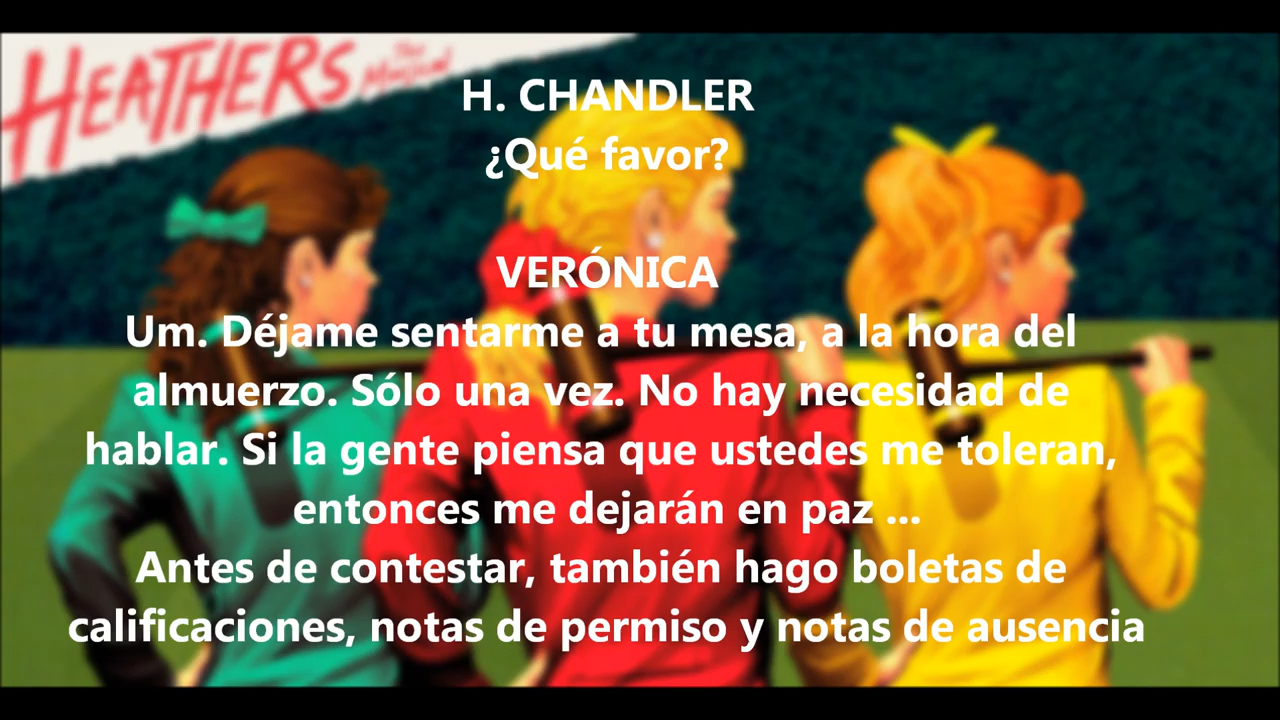 HEATHERS
The
Musical
H. CHANDLER
¿Qué favor?
VERÓNICA
Um. Déjame sentarme a tu mesa, a la hora del
almuerzo. Sólo una vez. No hay necesidad de
hablar. Si la gente piensa que ustedes me toleran,
entonces me dejarán en paz ...
Antes de contestar, también hago boletas de
calificaciones, notas de permiso y notas de ausencia